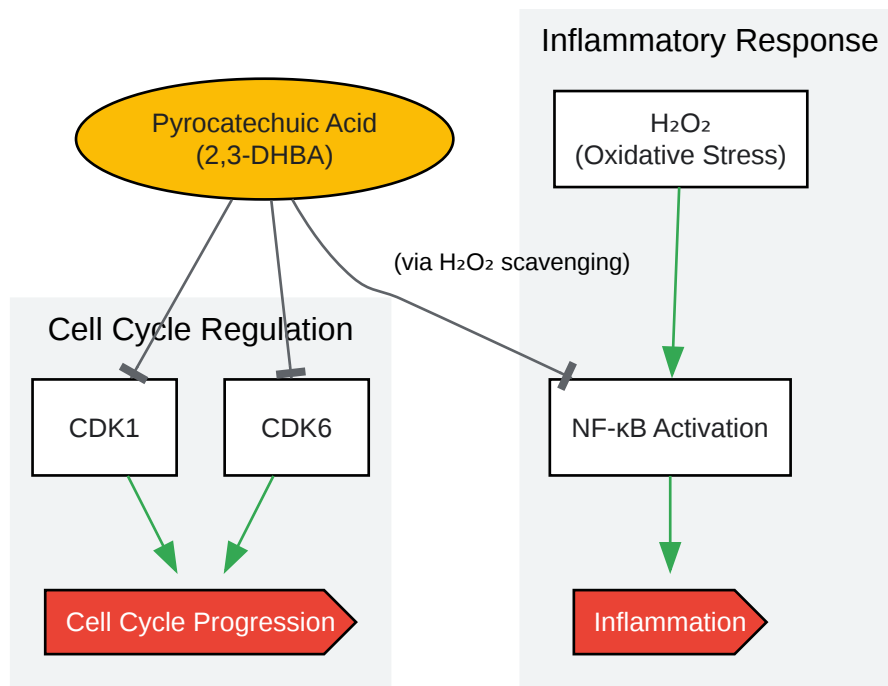 Inflammatory Response
Pyrocatechuic Acid
(2,3-DHBA)
H₂O₂
(Oxidative Stress)
(via H₂O₂ scavenging)
Cell Cycle Regulation
CDK1
CDK6
NF-κB Activation
Cell Cycle Progression
Inflammation